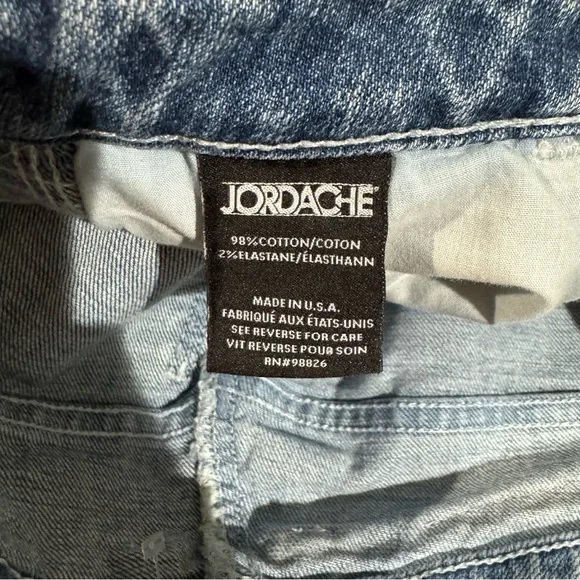 JORDACHE®
98%COTTON/COTON
2%ELASTANE/ÉLASTHANN
MADE IN U.S.A.
FABRIQUÉ AUX ÉTATS-UNIS
SEE REVERSE FOR CARE
VIT REVERSE POUR SOIN
RN#98826